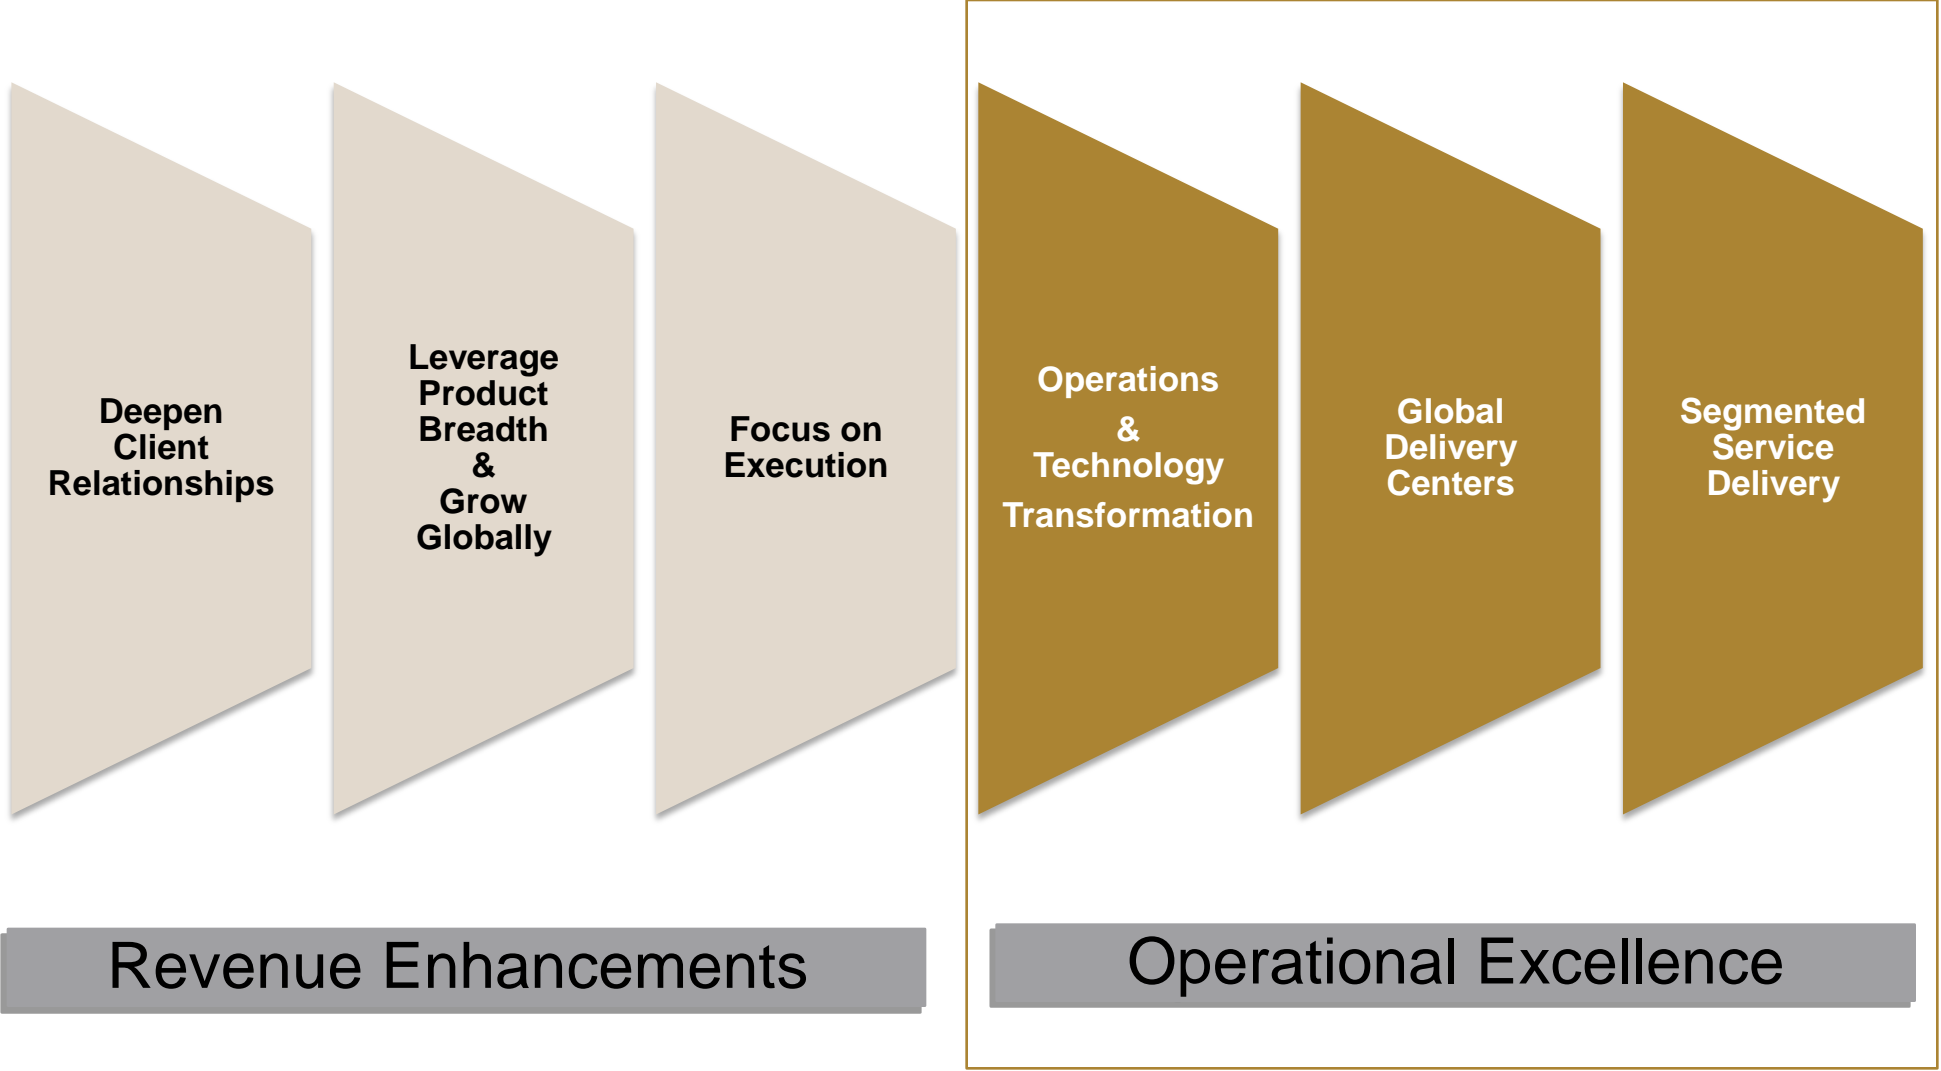 Deepen
Client
Relationships
Leverage
Product
Breadth
&
Grow
Globally
Focus on
Execution
Operations
&
Technology
Transformation
Global
Delivery
Centers
Segmented
Service
Delivery
Revenue Enhancements
Operational Excellence